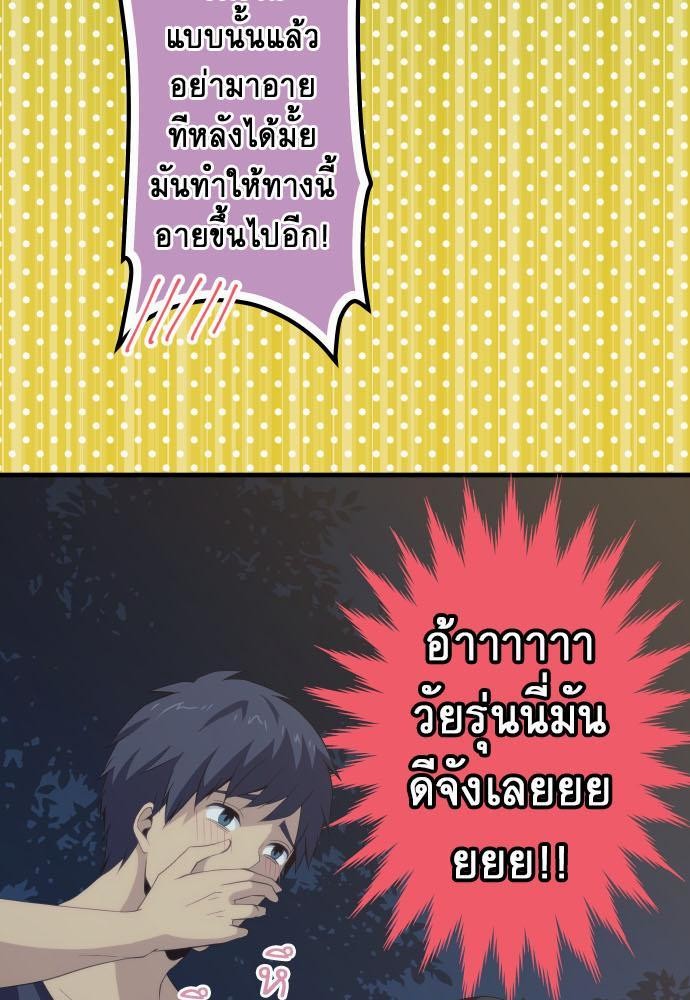 แบบนั้นแล้ว
อย่ามาอาย
ทีหลังได้มั้ย
มันทำให้ทางนี้
อายขึ้นไปอีก!
อ้าาาาาาา
วัยรุ่นนี่มัน
ดีจังเลยยย
ยยย!!
หึ